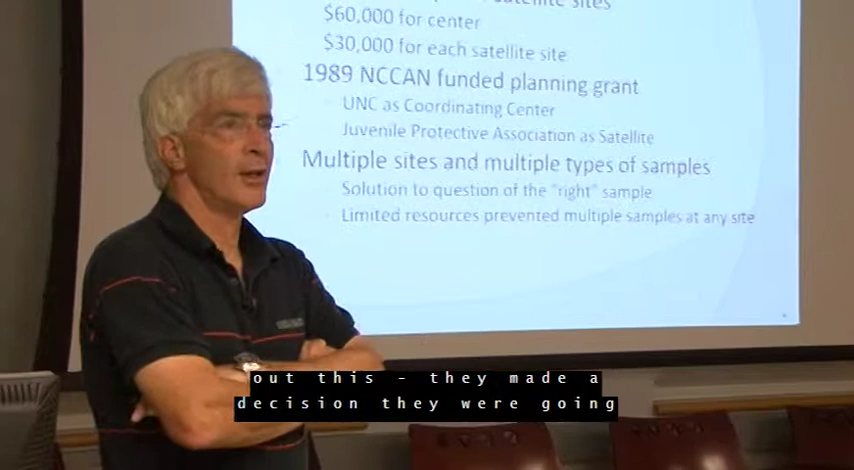 satellite sites
$60,000 for center
$30,000 for each satellite site
1989 NCCAN funded planning grant
UNC as Coordinating Center
Juvenile Protective Association as Satellite
Multiple sites and multiple types of samples
Solution to question of the "right" sample
Limited resources prevented multiple samples at any site
out this - they made a
decision they were going